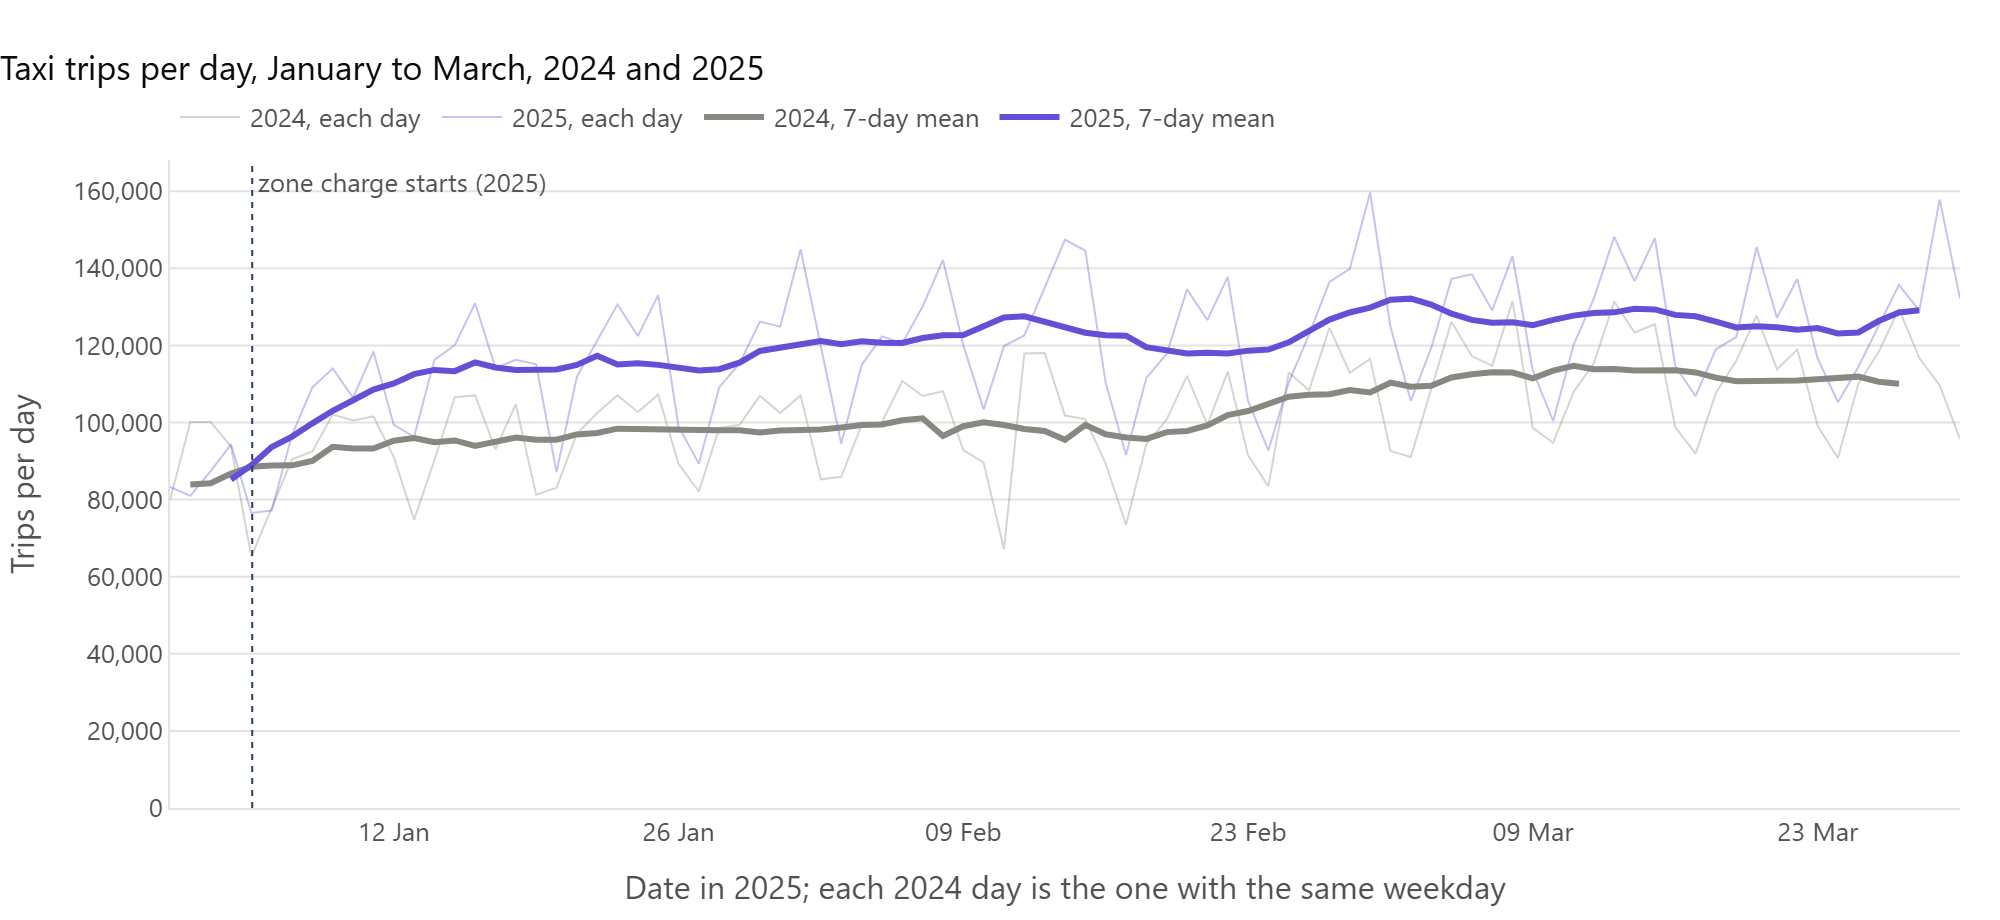 Taxi trips per day, January to March, 2024 and 2025
2024, each day
2025, each day
2024, 7-day mean
2025, 7-day mean
zone charge starts (2025)
160,000
140,000
120,000
100,000
80,000
60,000
40,000
20,000
0
Trips per day
12 Jan
26 Jan
09 Feb
23 Feb
09 Mar
23 Mar
Date in 2025; each 2024 day is the one with the same weekday